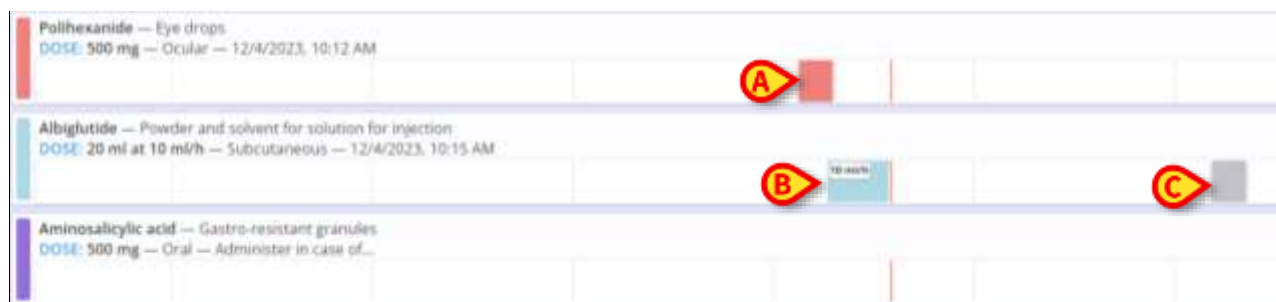 Polihexanide — Eye drops
DOSE: 500 mg — Ocular — 12/4/2023, 10:12 AM
A
Albiglutide — Powder and solvent for solution for injection
DOSE: 20 ml at 10 ml/h — Subcutaneous — 12/4/2023, 10:15 AM
B
10 ml/h
C
Aminosalicylic acid — Gastro-resistant granules
DOSE: 500 mg — Oral — Administer in case of...